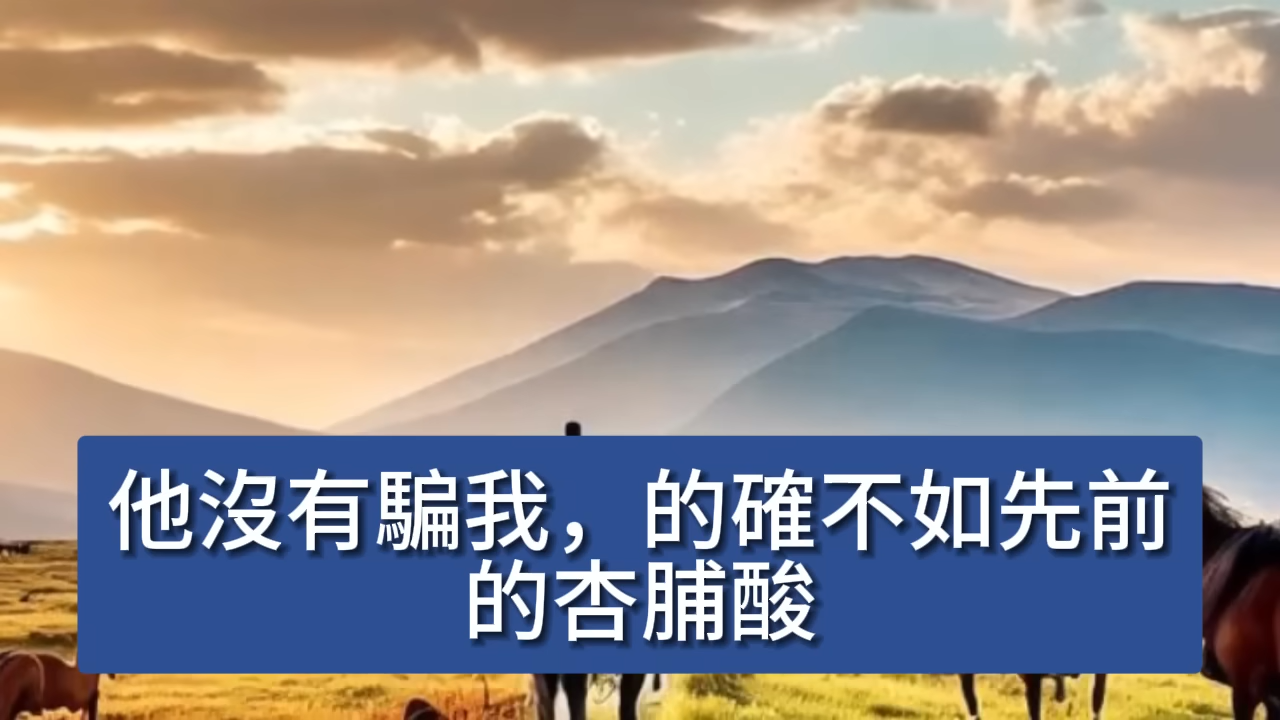 他沒有騙我，的確不如先前
的杏脯酸